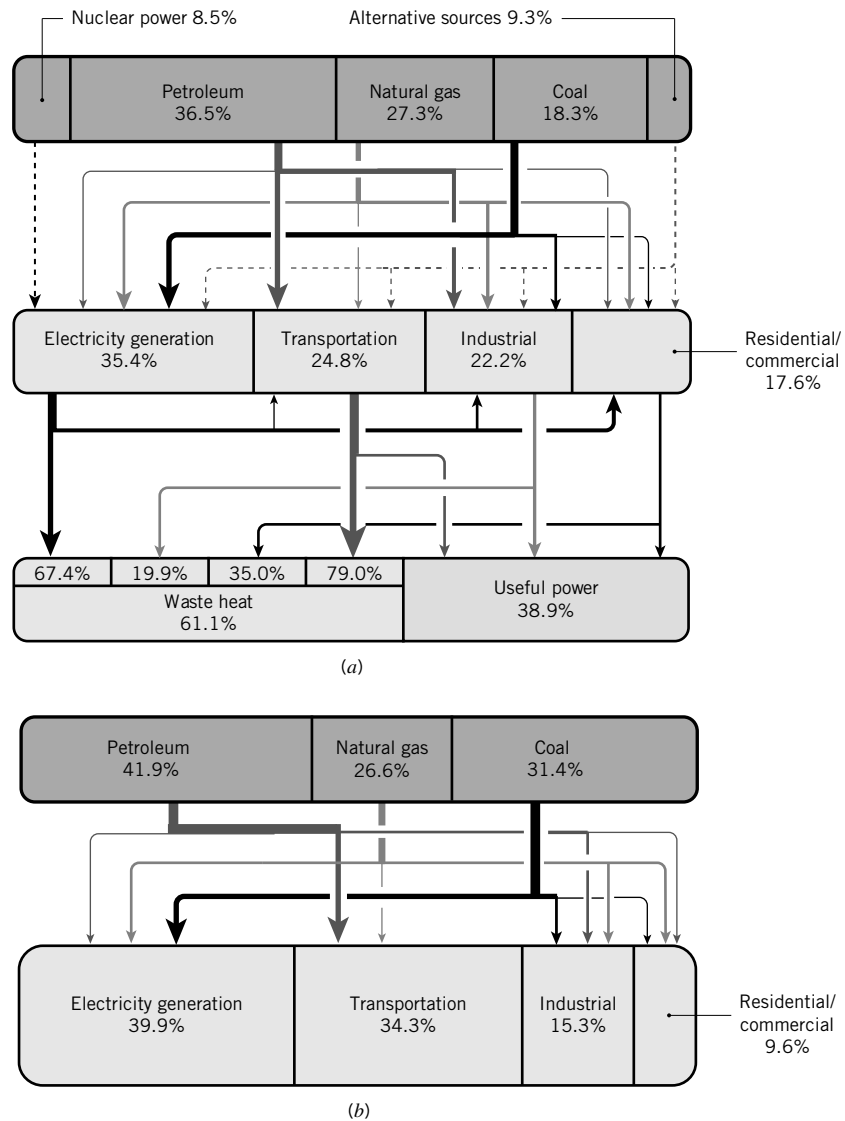 Nuclear power 8.5%
Alternative sources 9.3%
Petroleum
36.5%
Natural gas
27.3%
Coal
18.3%
Electricity generation
35.4%
Transportation
24.8%
Industrial
22.2%
Residential/
commercial
17.6%
67.4%
19.9%
35.0%
79.0%
Waste heat
61.1%
Useful power
38.9%
(a)
Petroleum
41.9%
Natural gas
26.6%
Coal
31.4%
Electricity generation
39.9%
Transportation
34.3%
Industrial
15.3%
Residential/
commercial
9.6%
(b)